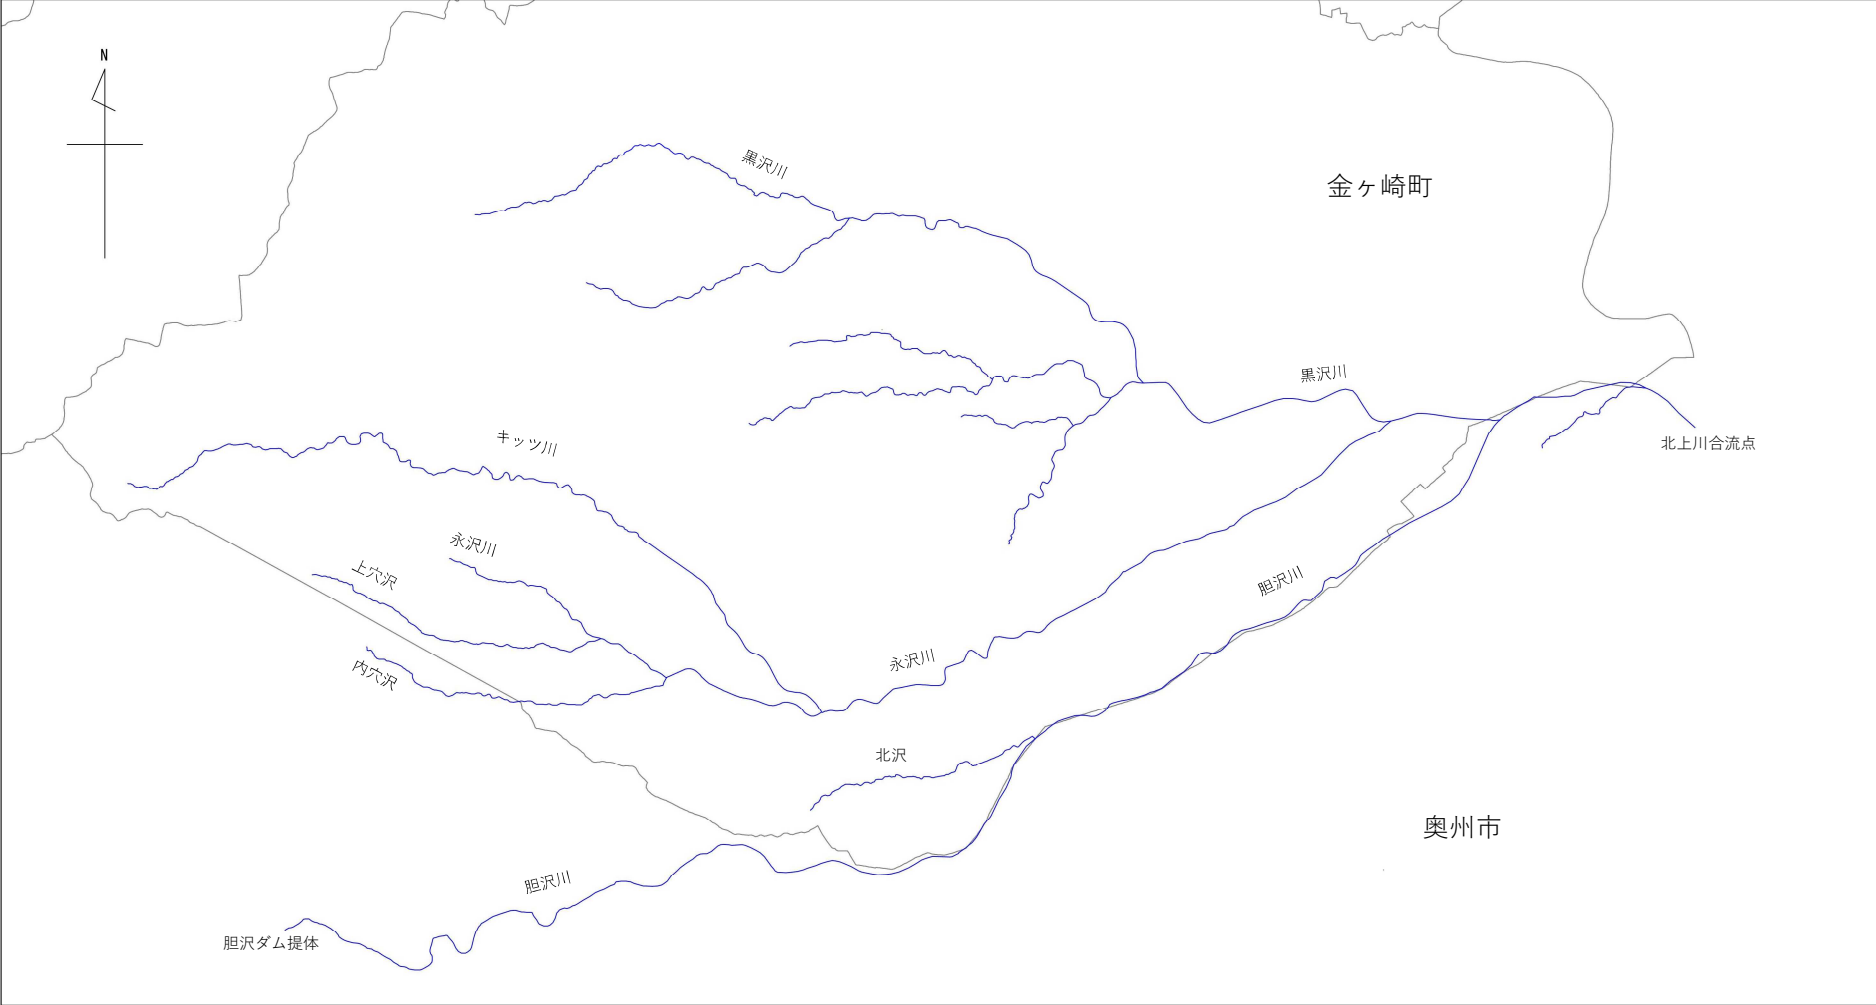 N
黒沢川
金ヶ崎町
黒沢川
キッツ川
北上川合流点
永沢川
上穴沢
胆沢川
内穴沢
永沢川
北沢
奥州市
胆沢川
胆沢ダム提体